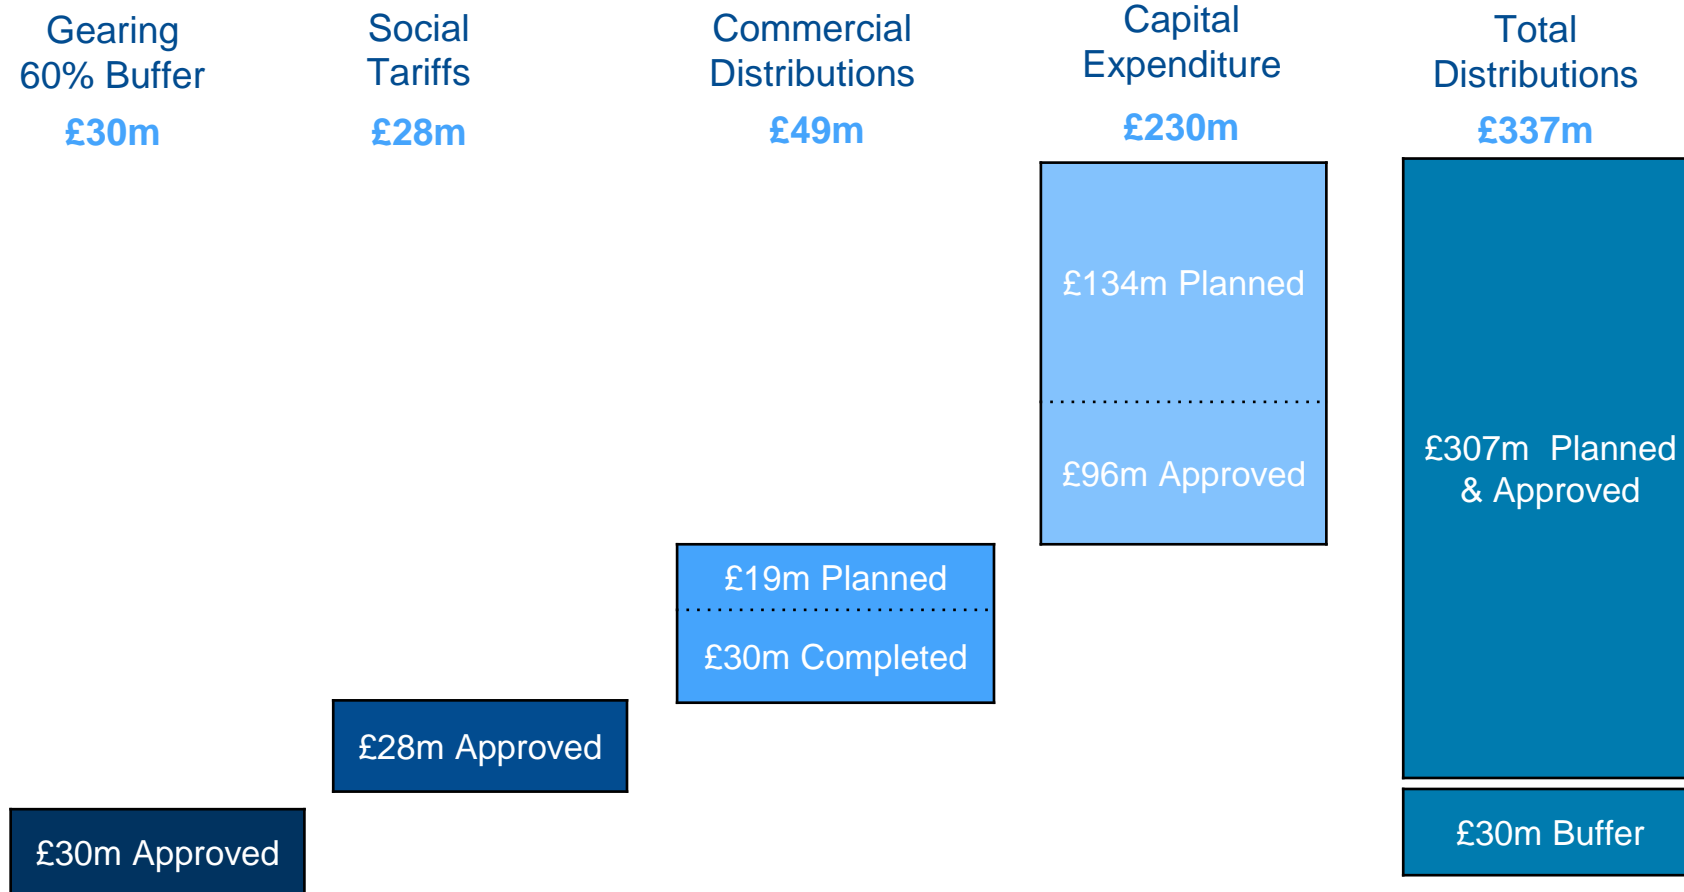 Gearing
60% Buffer
£30m
Social
Tariffs
£28m
Commercial
Distributions
£49m
Capital
Expenditure
£230m
Total
Distributions
£337m
£134m Planned
£96m Approved
£307m  Planned
& Approved
£19m Planned
£30m Completed
£28m Approved
£30m Approved
£30m Buffer